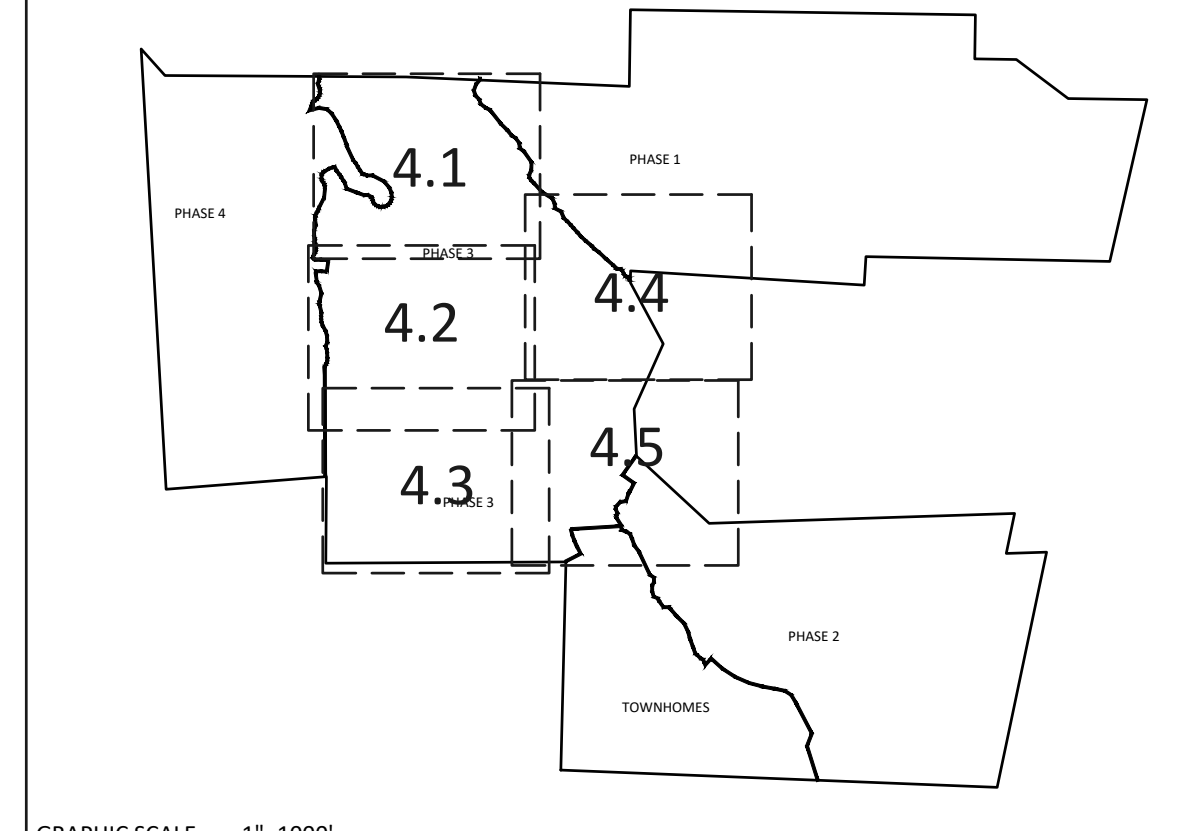 PHASE 1
4.1
PHASE 4
PHASE 3
4.4
4.2
4.5
4.3
PHASE 3
PHASE 2
TOWNHOMES
GRAPHIC SCALE 1"=1000'